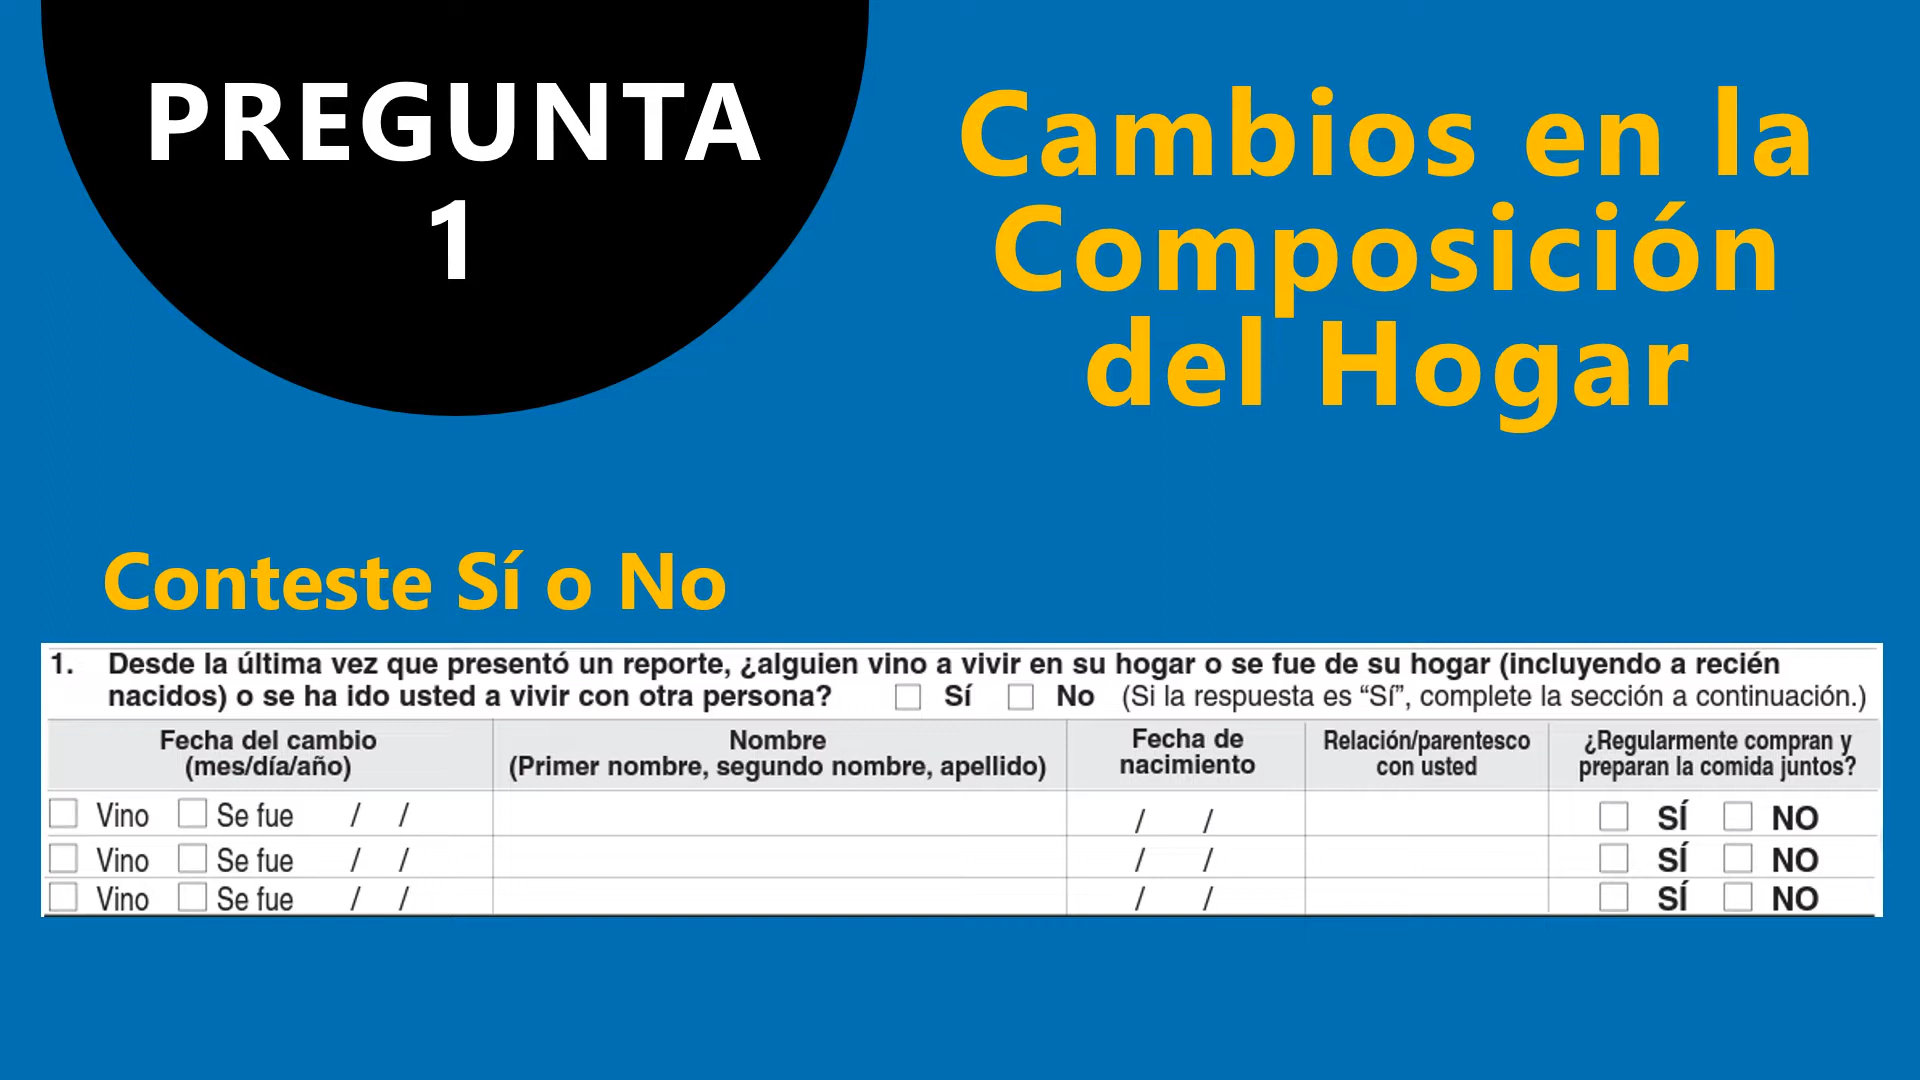 PREGUNTA
1
Cambios en la
Composición
del Hogar
Conteste Sí o No
1. Desde la última vez que presentó un reporte, ¿alguien vino a vivir en su hogar o se fue de su hogar (incluyendo a recién
nacidos) o se ha ido usted a vivir con otra persona? Sí No (Si la respuesta es “SÍ”, complete la sección a continuación.)
Fecha del cambio
(mes/día/año)
Nombre
(Primer nombre, segundo nombre, apellido)
Fecha de
nacimiento
Relación/parentesco
con usted
¿Regularmente compran y
preparan la comida juntos?
Vino Se fue / / / / SÍ NO
Vino Se fue / / / / SÍ NO
Vino Se fue / / / / SÍ NO